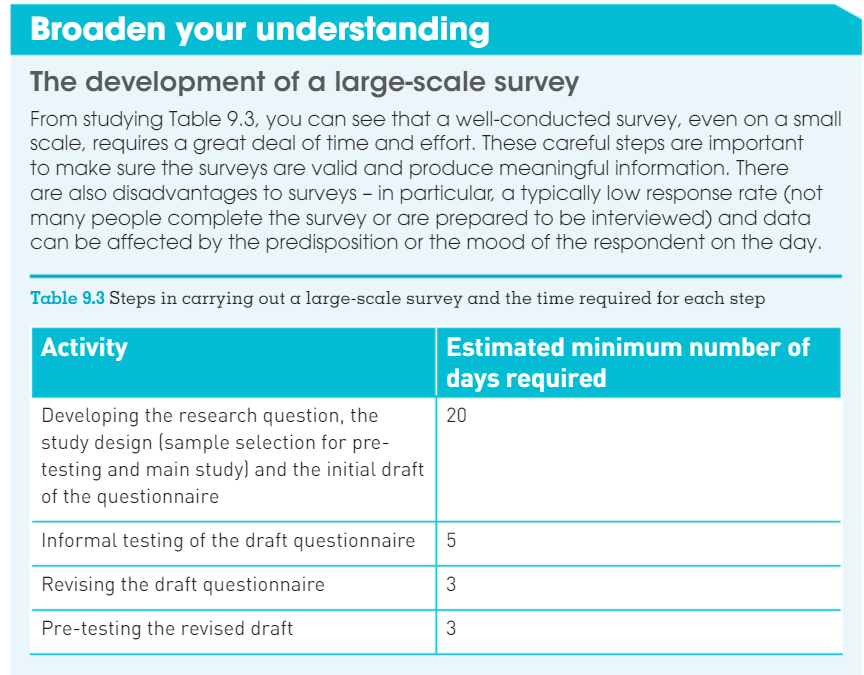 Broaden your understanding
The development of a large-scale survey
From studying Table 9.3, you can see that a well-conducted survey, even on a small
scale, requires a great deal of time and effort. These careful steps are important
to make sure the surveys are valid and produce meaningful information. There
are also disadvantages to surveys – in particular, a typically low response rate (not
many people complete the survey or are prepared to be interviewed) and data
can be affected by the predisposition or the mood of the respondent on the day.
Table 9.3 Steps in carrying out a large-scale survey and the time required for each step
Activity
Estimated minimum number of
days required
Developing the research question, the
study design (sample selection for pre-
testing and main study) and the initial draft
of the questionnaire
20
Informal testing of the draft questionnaire
5
Revising the draft questionnaire
3
Pre-testing the revised draft
3